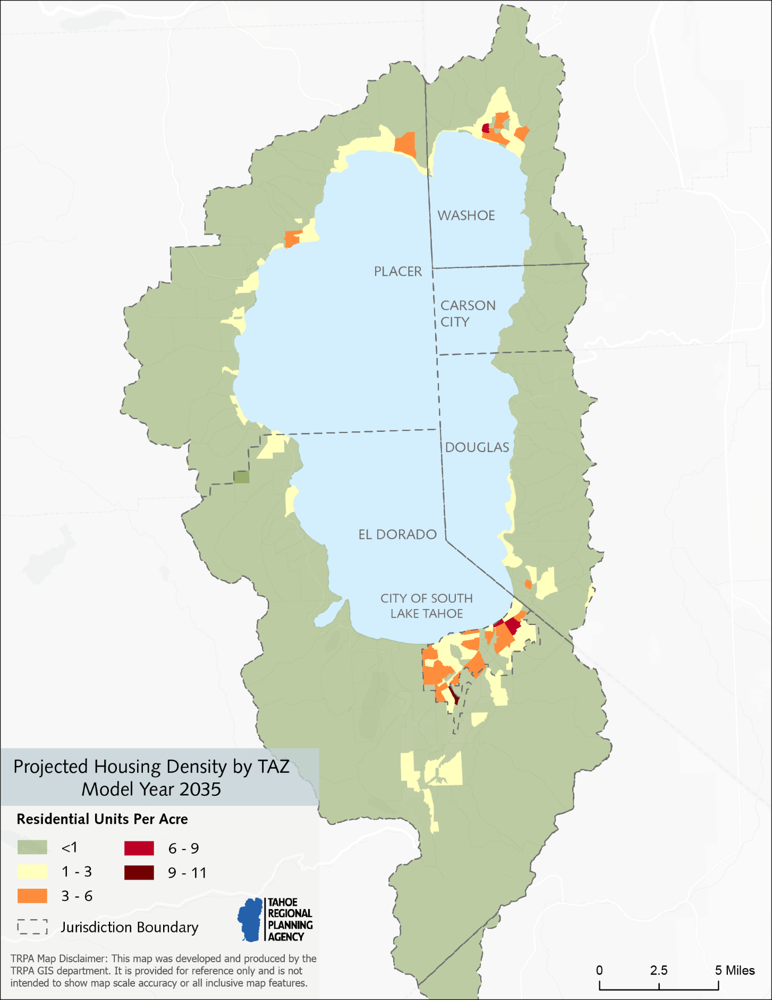 WASHOE
PLACER
CARSON
CITY
DOUGLAS
EL DORADO
CITY OF SOUTH
LAKE TAHOE
Projected Housing Density by TAZ
Model Year 2035
Residential Units Per Acre
<1
6 - 9
1 - 3
9 - 11
3 - 6
Jurisdiction Boundary
TAHOE
REGIONAL
PLANNING
AGENCY
TRPA Map Disclaimer: This map was developed and produced by the
TRPA GIS department. It is provided for reference only and is not
intended to show map scale accuracy or all inclusive map features.
0 2.5 5 Miles